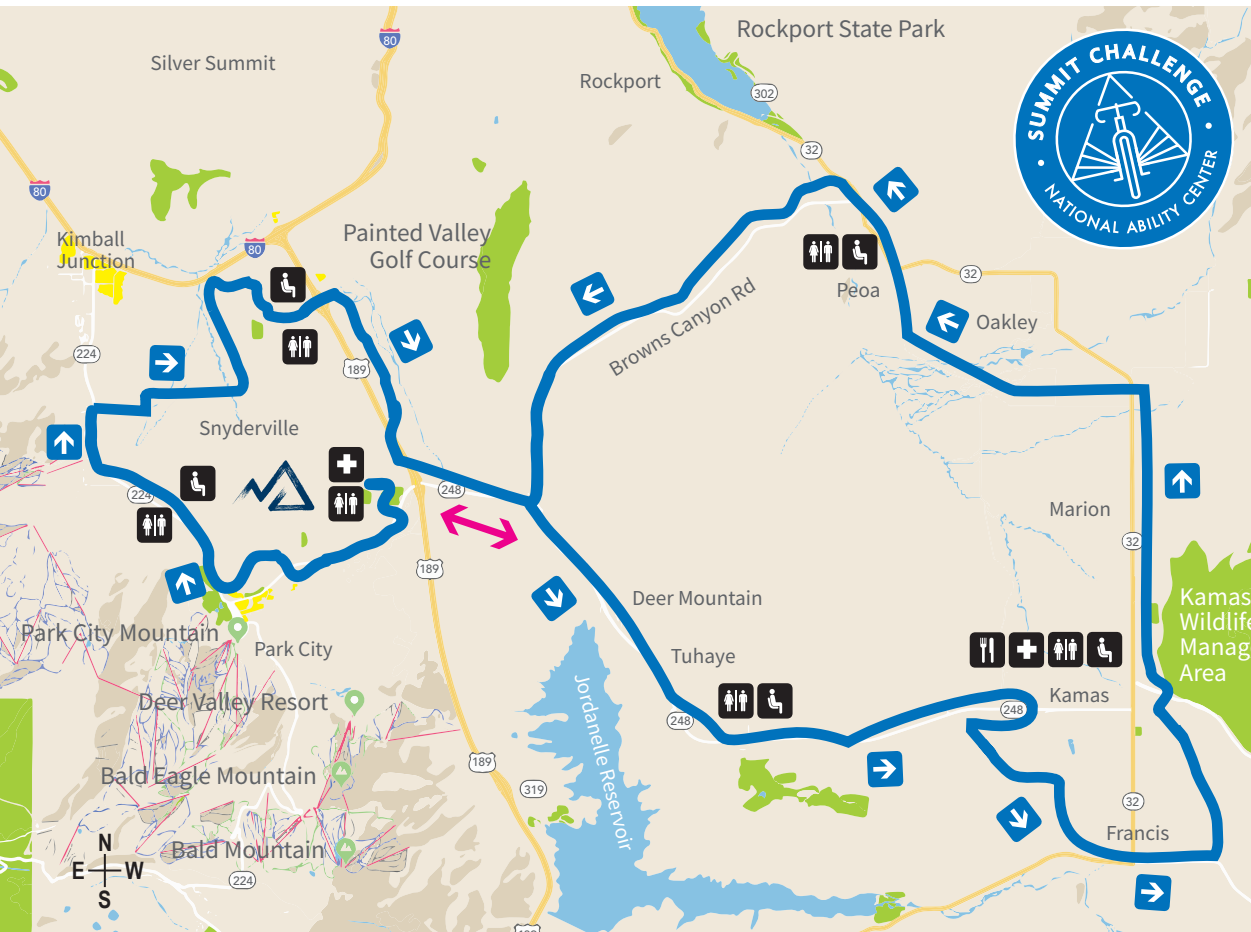 80
Rockport State Park
Silver Summit
Rockport
302
32
SUMMIT CHALLENGE
NATIONAL ABILITY CENTER
80
Kimball
Junction
80
Painted Valley
Golf Course
32
Peoa
Browns Canyon Rd
Oakley
224
189
Snyderville
224
248
Marion
32
189
Deer Mountain
Kamas
Wildlife
Manag
Area
Park City Mountain
Park City
Tuhaye
Deer Valley Resort
248
248
Kamas
Jordanelle Reservoir
189
Bald Eagle Mountain
319
32
Francis
Bald Mountain
N
E W
S
224